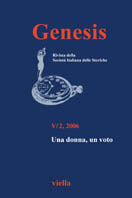 Genesis
Rivista della
Società Italiana delle Storiche
V/2, 2006
Una donna, un voto
viella